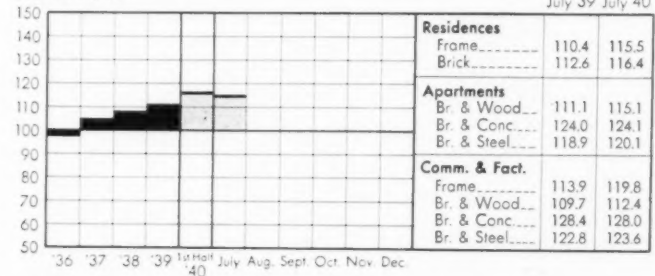 July 39 July 40
150
140
130
120
110
100
90
80
70
60
50
'36 '37 '38 '39 1st Half '40 July Aug. Sept. Oct. Nov. Dec.
Residences
Frame 110.4 115.5
Brick 112.6 116.4
Apartments
Br. & Wood 111.1 115.1
Br. & Conc. 124.0 124.1
Br. & Steel 118.9 120.1
Comm. & Fact.
Frame 113.9 119.8
Br. & Wood 109.7 112.4
Br. & Conc. 128.4 128.0
Br. & Steel 122.8 123.6